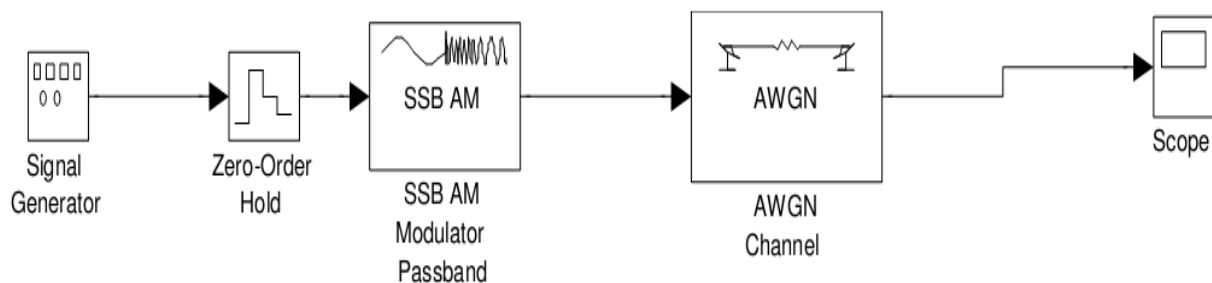 SSB AM
AWGN
Signal
Generator
Zero-Order
Hold
SSB AM
Modulator
Passband
AWGN
Channel
Scope